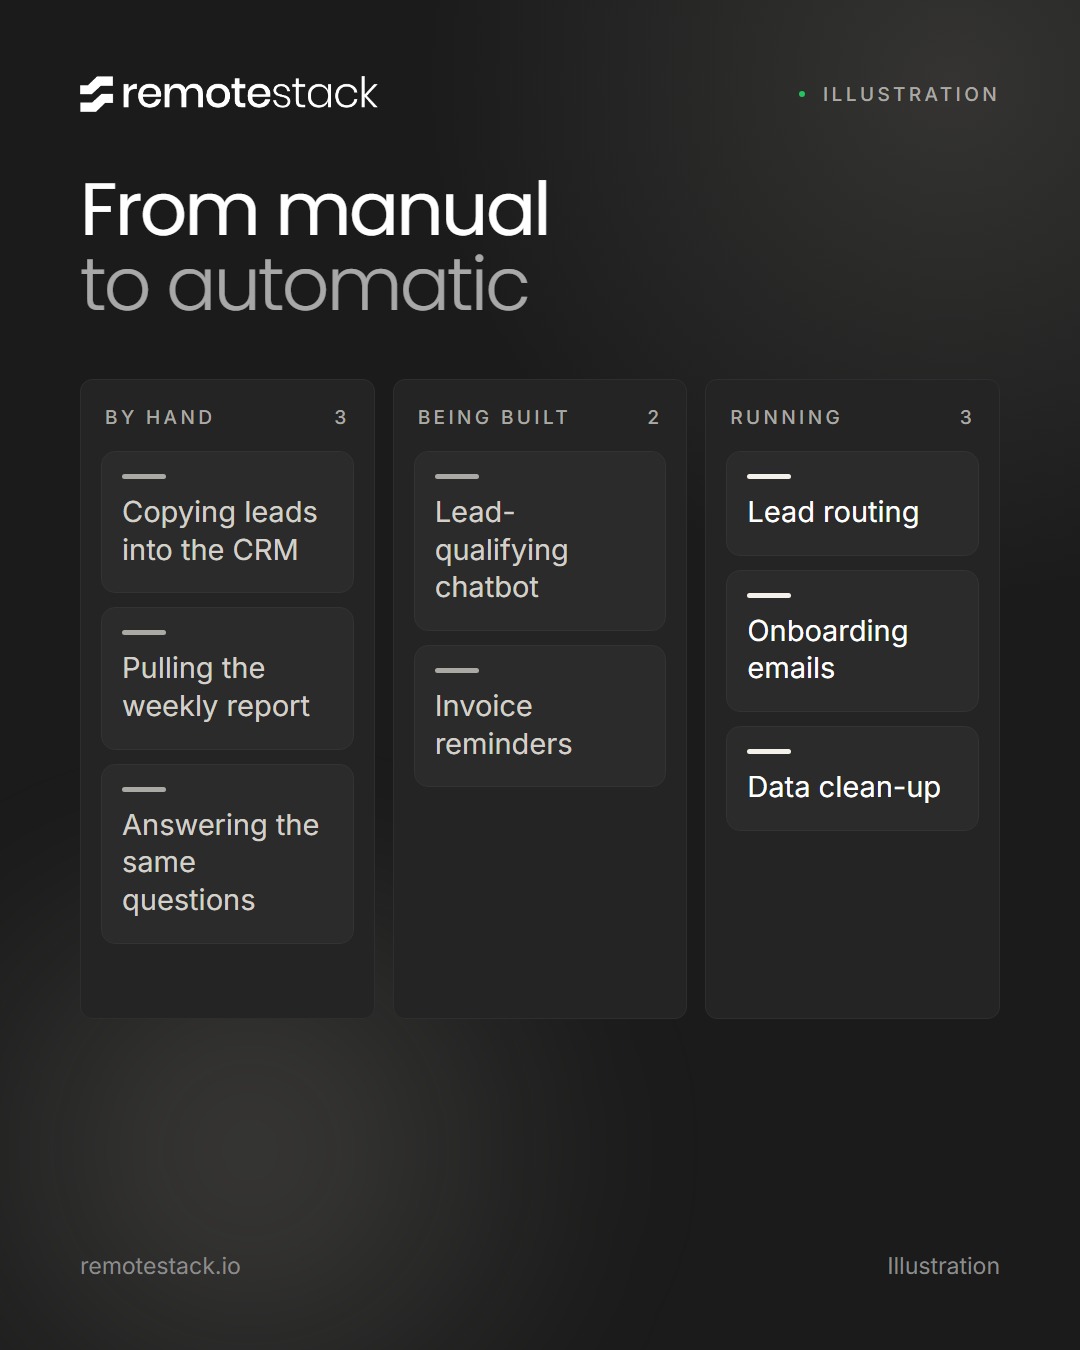 remotestack
ILLUSTRATION
From manual
to automatic
BY HAND 3
Copying leads
into the CRM
Pulling the
weekly report
Answering the
same
questions
BEING BUILT 2
Lead-
qualifying
chatbot
Invoice
reminders
RUNNING 3
Lead routing
Onboarding
emails
Data clean-up
remotestack.io
Illustration